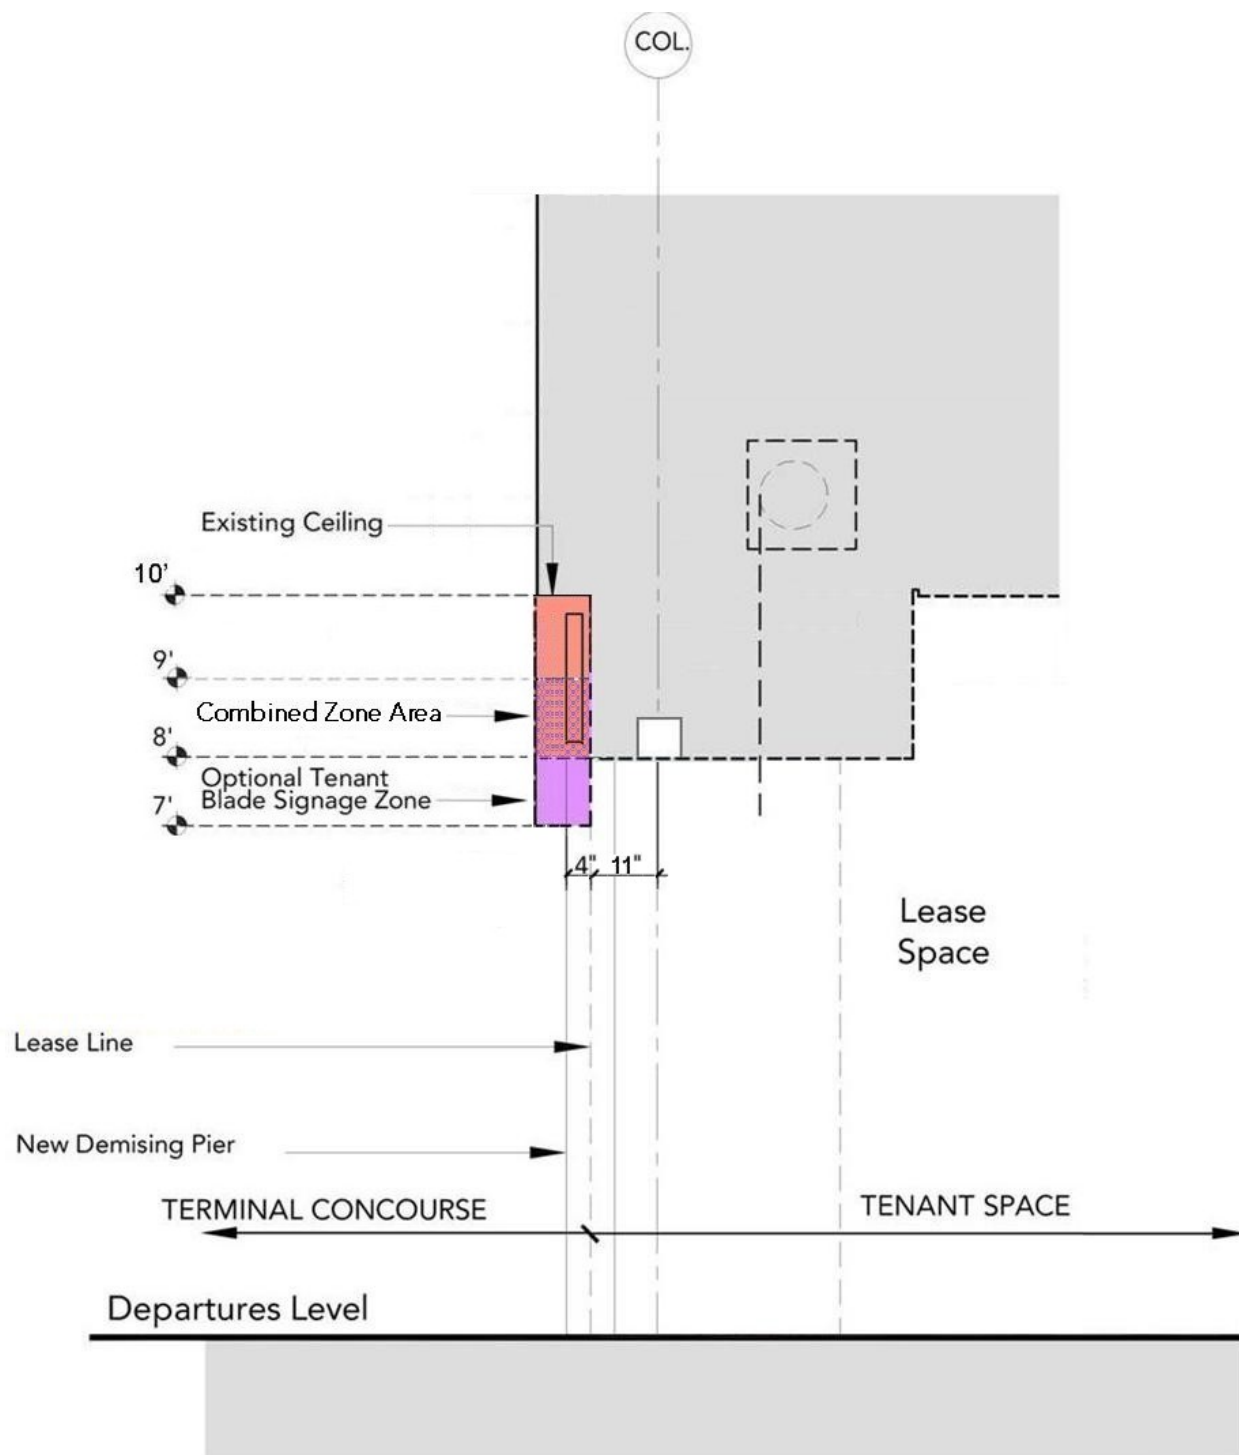 COL.
Existing Ceiling
10'
9'
Combined Zone Area
8'
Optional Tenant
Blade Signage Zone
7'
4" 11"
Lease
Space
Lease Line
New Demising Pier
TERMINAL CONCOURSE
TENANT SPACE
Departures Level